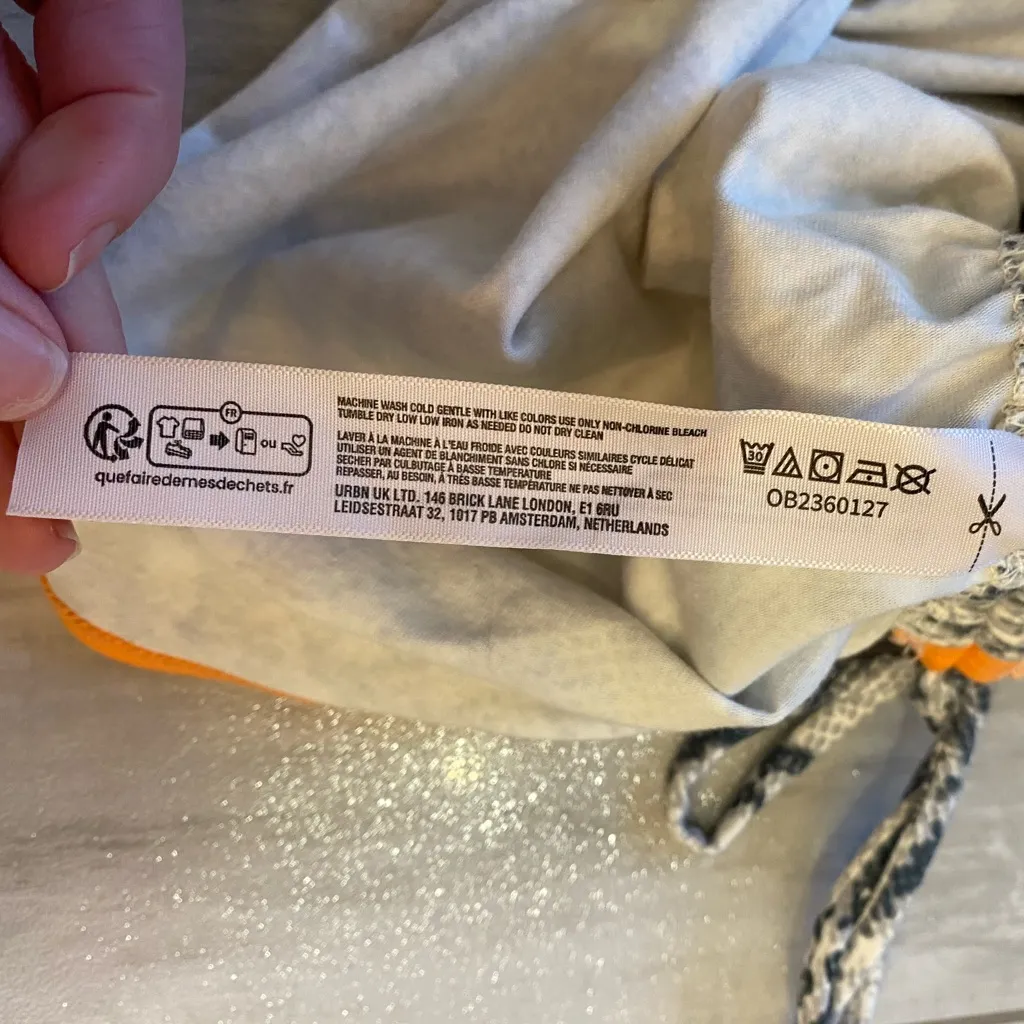 FR
ou
quefairedemesdechets.fr
MACHINE WASH COLD GENTLE WITH LIKE COLORS USE ONLY NON-CHLORINE BLEACH
TUMBLE DRY LOW LOW IRON AS NEEDED DO NOT DRY CLEAN
LAVER À LA MACHINE À L'EAU FROIDE AVEC COULEURS SIMILAIRES CYCLE DÉLICAT
UTILISER UN AGENT DE BLANCHIMENT SANS CHLORE SI NÉCESSAIRE
SECHER PAR CULBUTAGE À BASSE TEMPERATURE
REPASSER, AU BESOIN, À TRÈS BASSE TEMPÉRATURE NE PAS NETTOYER À SEC
URBN UK LTD. 146 BRICK LANE LONDON, E1 6RU
LEIDSESTRAAT 32, 1017 PB AMSTERDAM, NETHERLANDS
30
OB2360127